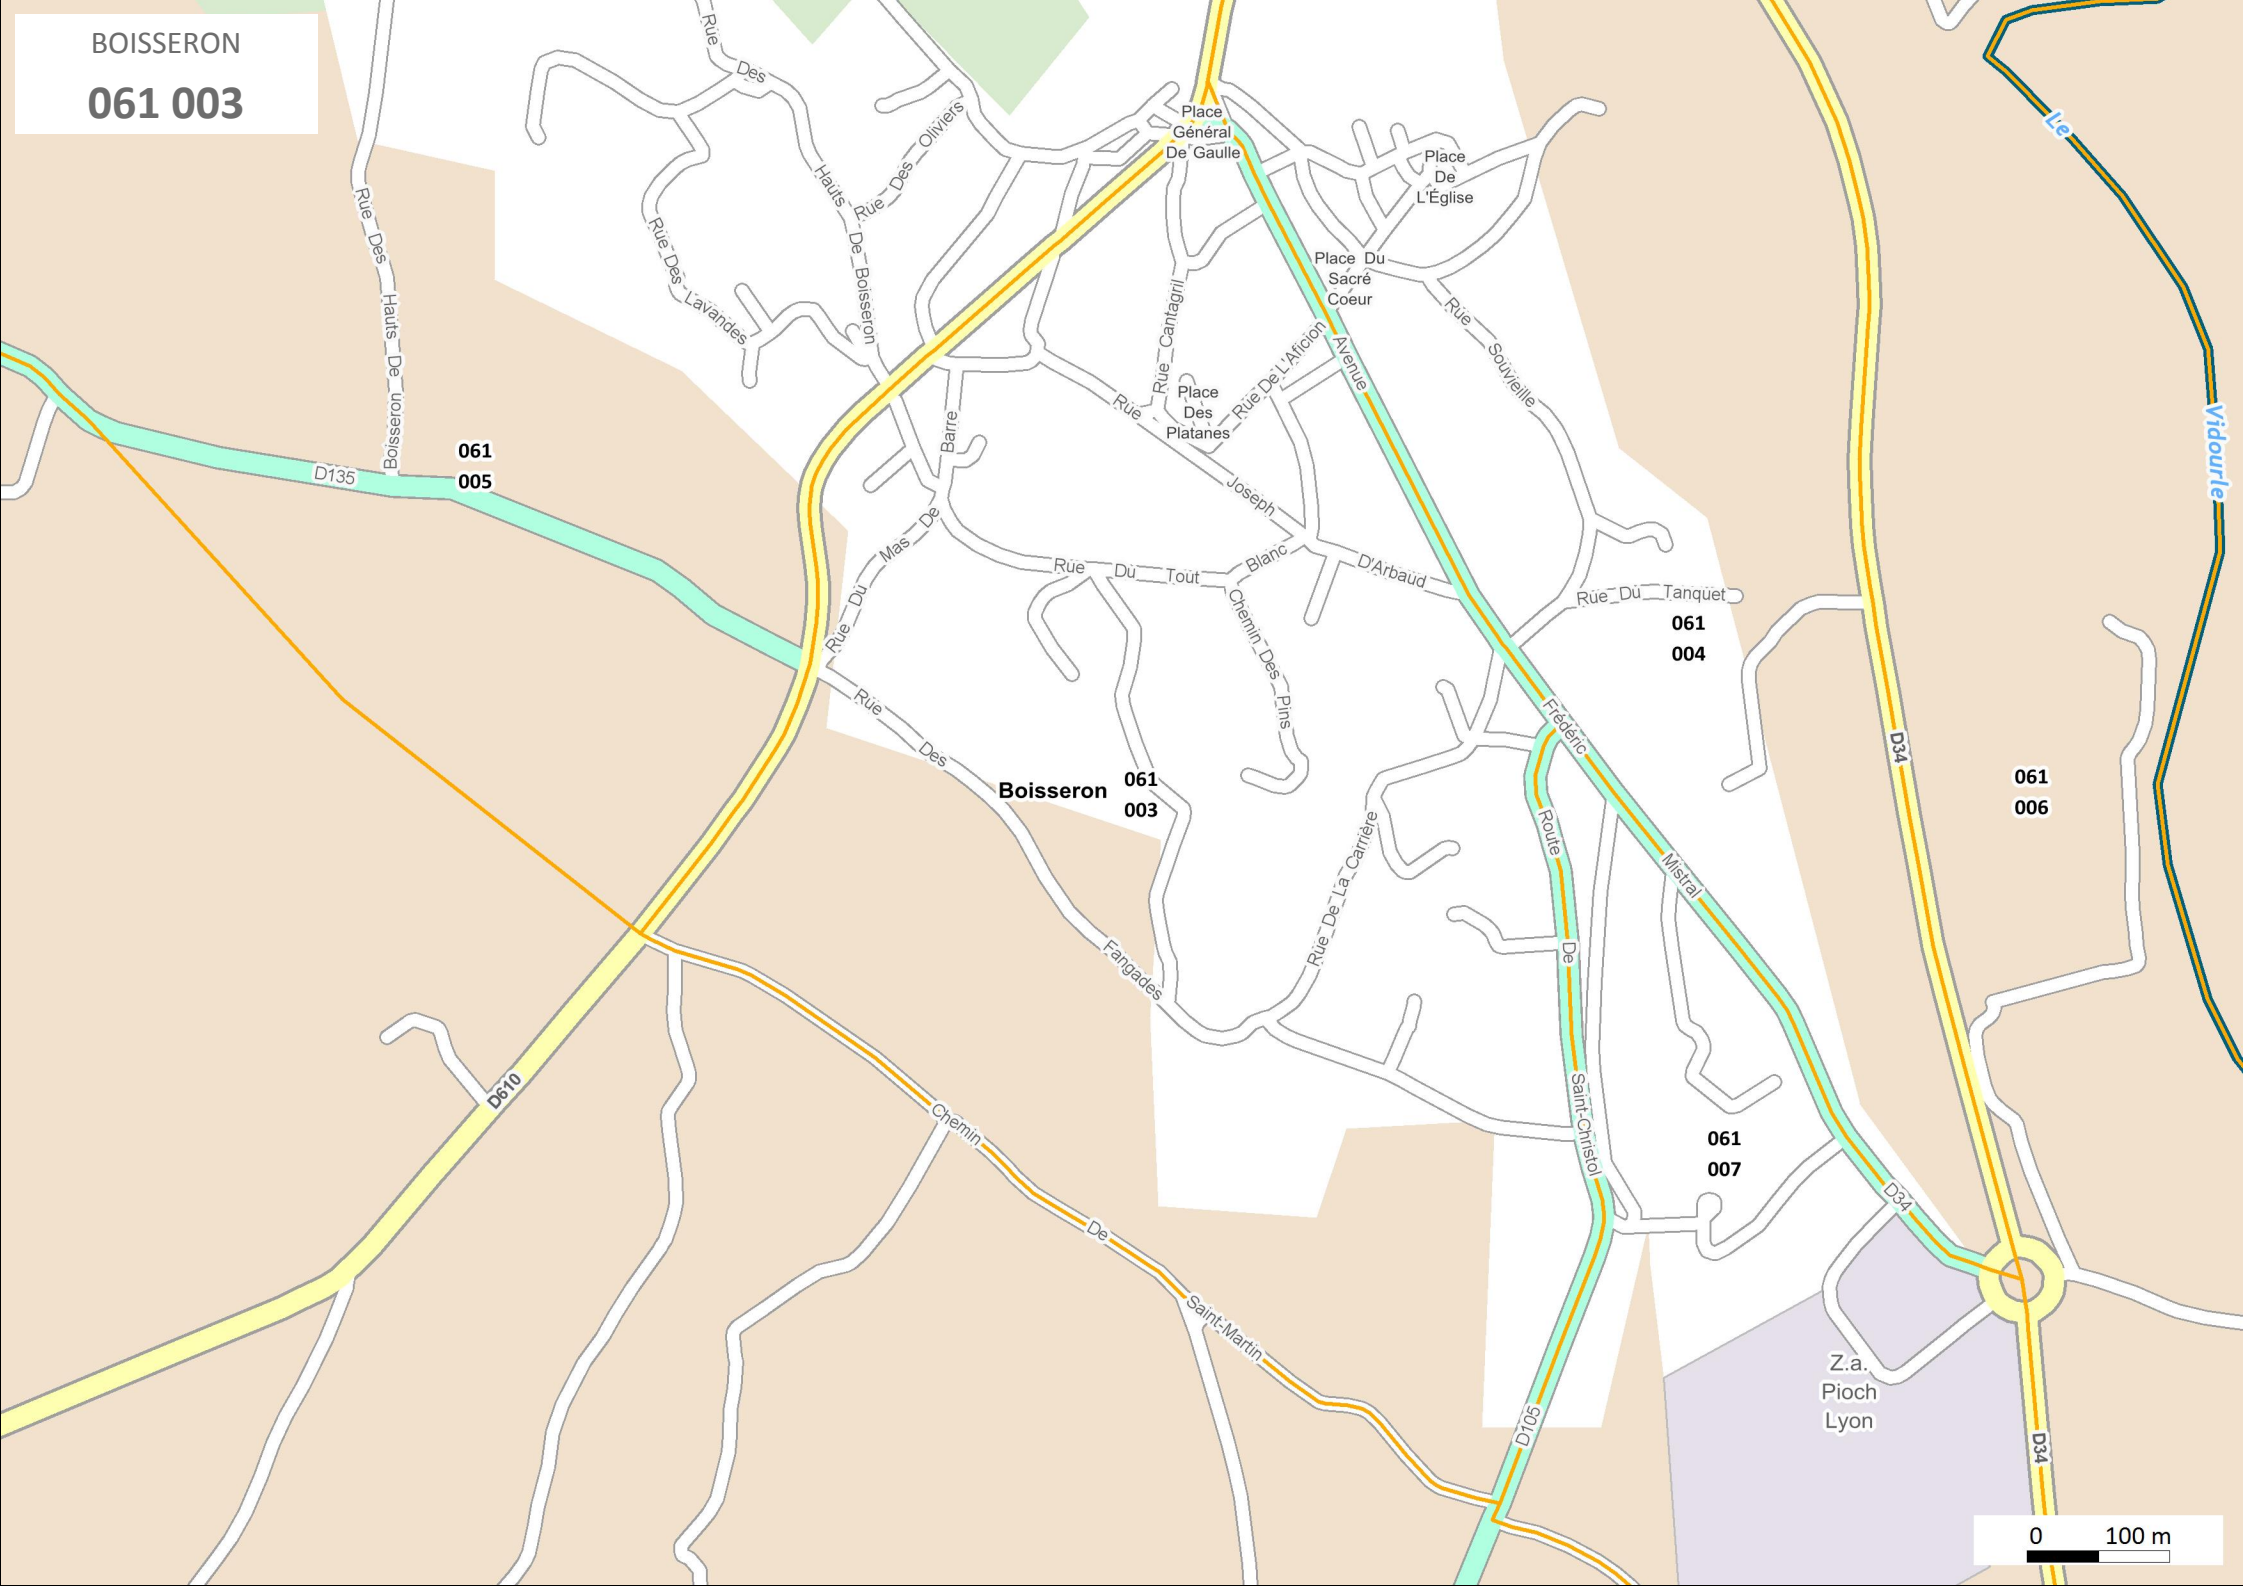 BOISSERON
061 003
Rue Des Hauts De Boisseron
Rue Des Oliviers
Rue Des Lavandes
Rue Des Hauts De Boisseron
Place
Général
De Gaulle
Place
De
L'Église
Place Du
Sacré
Coeur
Le Vidourle
Rue Cantagril
Rue De L'Aficion
Place
Des
Platanes
Avenue Frédéric Mistral
Rue Souvieille
Rue Joseph D'Arbaud
D135
061
005
Rue Du Mas De Barre
Rue Du Tout Blanc
Chemin Des Pins
Rue Du Tanquet
061
004
D34
061
006
Rue Des Fangades
Boisseron
061
003
Rue De La Carrière
Route De Saint-Christol
D610
Chemin De Saint-Martin
061
007
D34
Z.a.
Pioch
Lyon
D105
D34
0 100 m